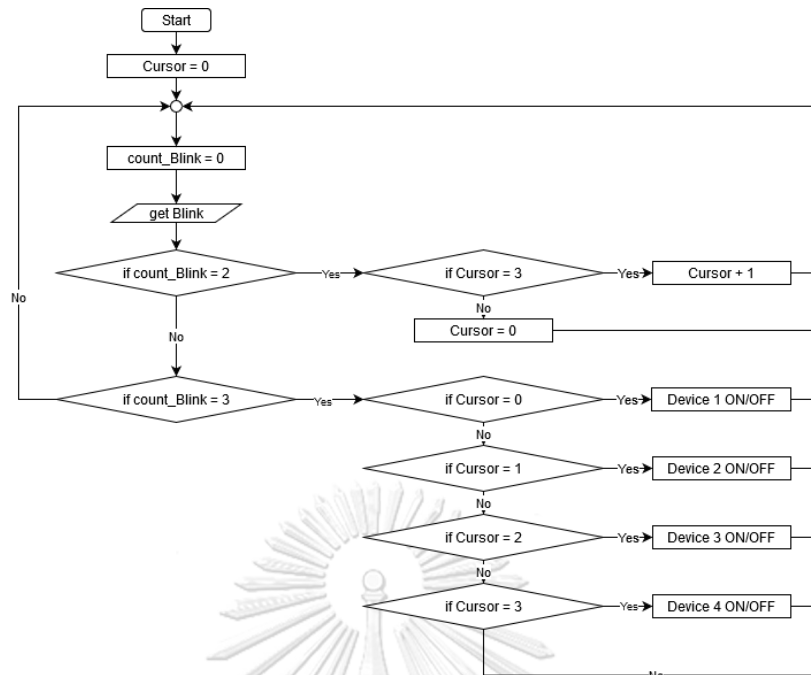 Start
Cursor = 0
count_Blink = 0
get Blink
if count_Blink = 2
Yes
if Cursor = 3
Yes
Cursor + 1
No
No
Cursor = 0
No
if count_Blink = 3
Yes
if Cursor = 0
Yes
Device 1 ON/OFF
No
if Cursor = 1
Yes
Device 2 ON/OFF
No
if Cursor = 2
Yes
Device 3 ON/OFF
No
if Cursor = 3
Yes
Device 4 ON/OFF
No